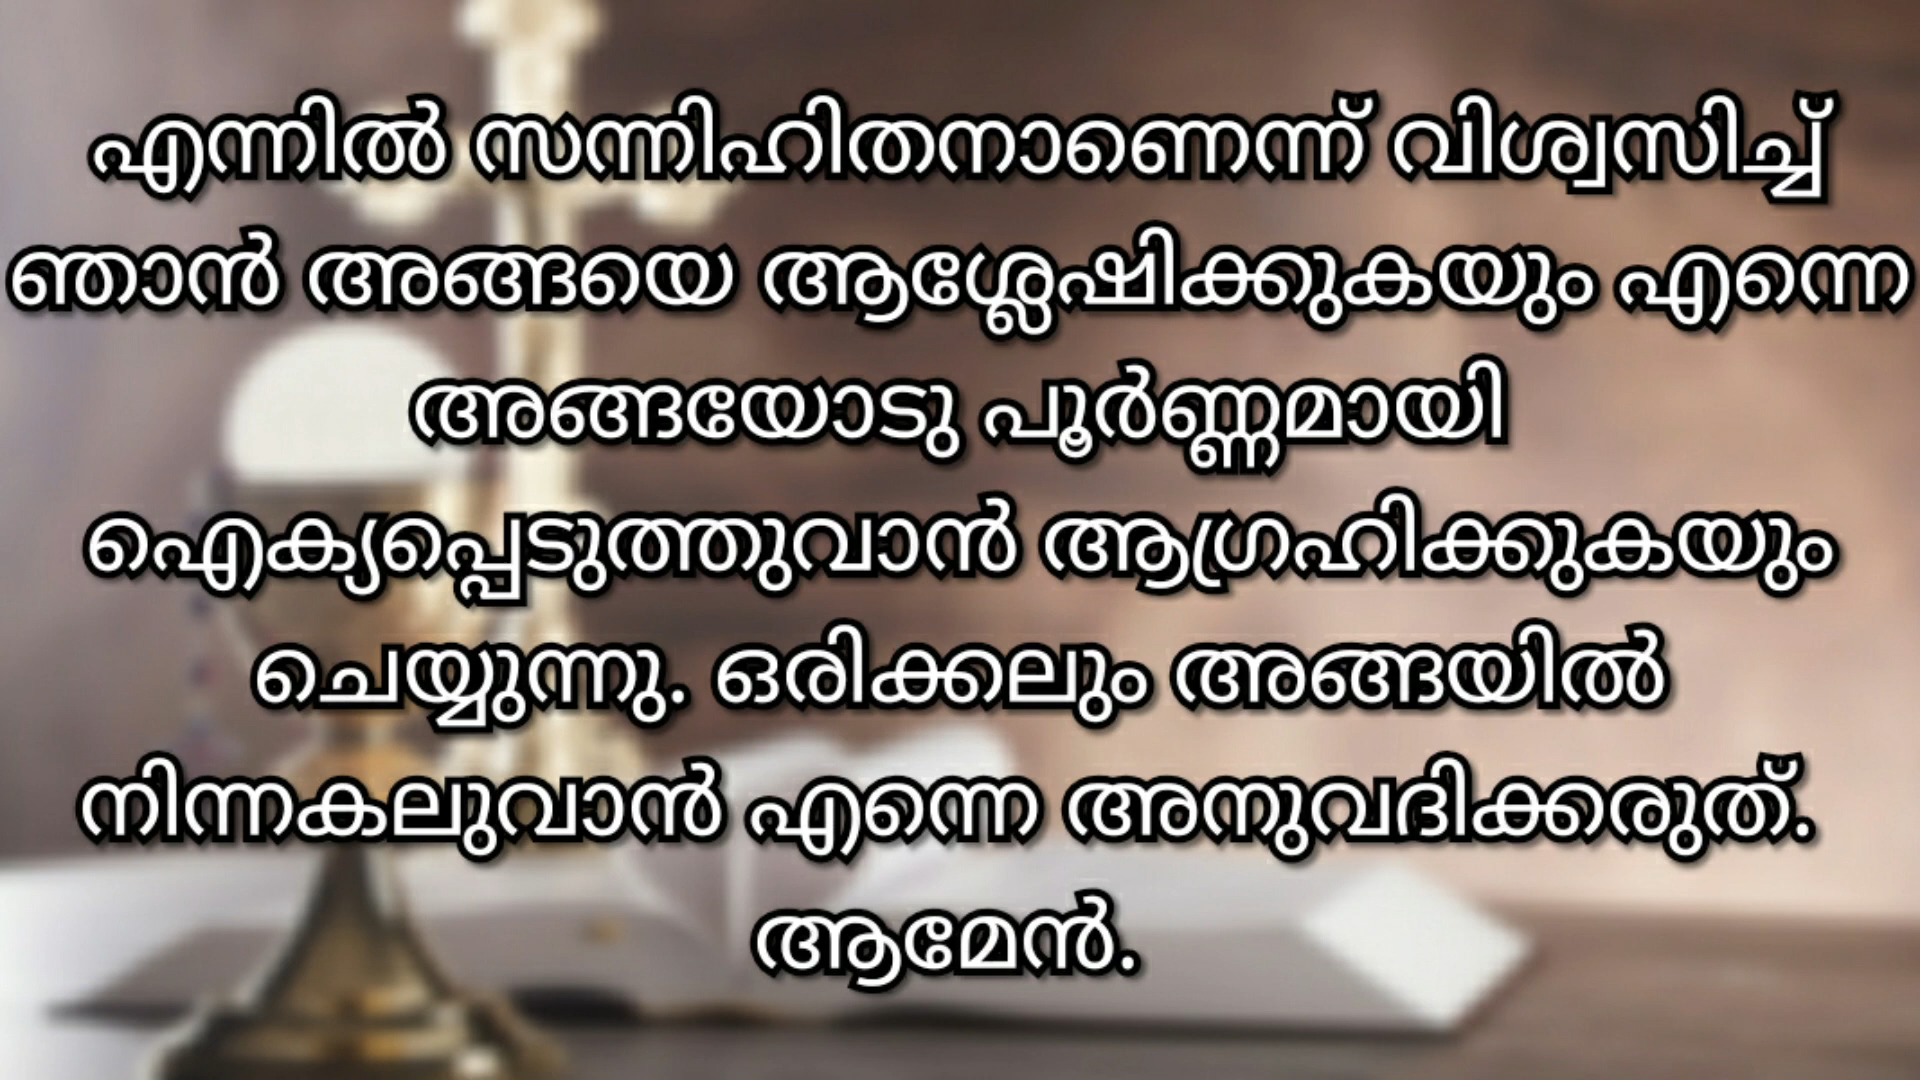 എന്നിൽ സന്നിഹിതനാണെന്ന് വിശ്വസിച്ച്
ഞാൻ അങ്ങയെ ആശ്ലേഷിക്കുകയും എന്നെ
അങ്ങയോടു പൂർണ്ണമായി
ഐക്യപ്പെടുത്തുവാൻ ആഗ്രഹിക്കുകയും
ചെയ്യുന്നു. ഒരിക്കലും അങ്ങയിൽ
നിന്നകലുവാൻ എന്നെ അനുവദിക്കരുത്.
ആമേൻ.